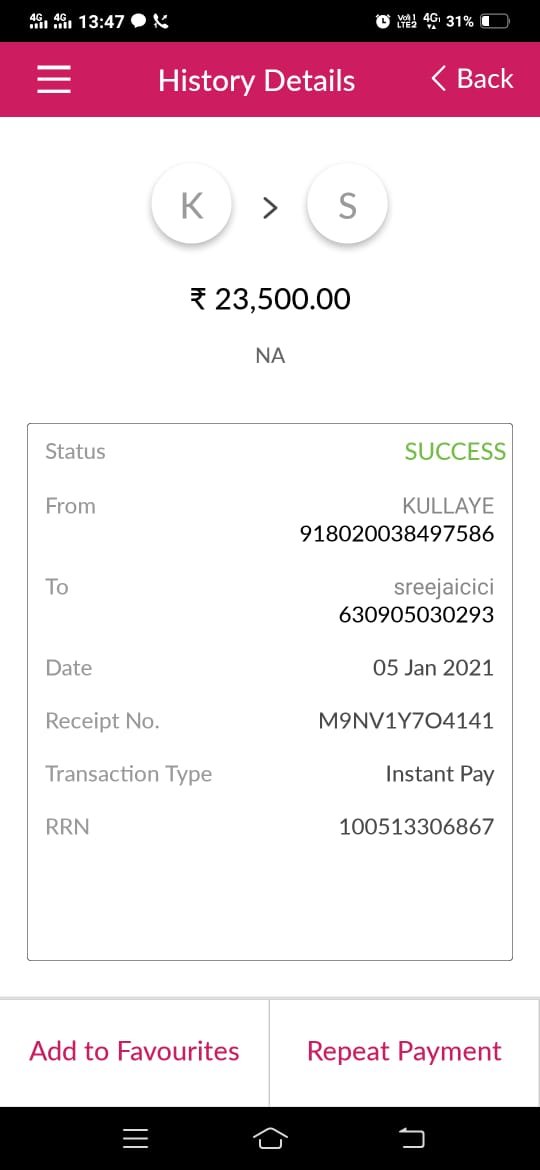 4G 4G 13:47 VoLTE2 4G 31%
History Details
Back
K > S
₹ 23,500.00
NA
Status SUCCESS
From KULLAYE
918020038497586
To sreejaicici
630905030293
Date 05 Jan 2021
Receipt No. M9NV1Y7O4141
Transaction Type Instant Pay
RRN 100513306867
Add to Favourites Repeat Payment